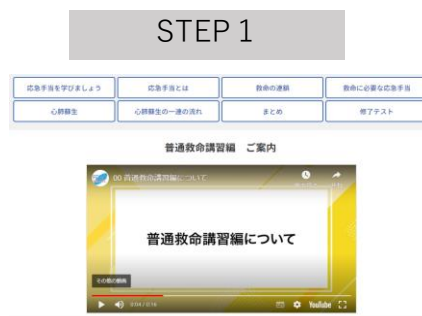 STEP 1
応急手当を学びましょう
応急手当とは
救命の連鎖
救命に必要な応急手当
心肺蘇生
心肺蘇生の一連の流れ
まとめ
修了テスト
普通救命講習編 ご案内
00 普通救命講習編について
普通救命講習編について
その他の動画
0:04 / 0:16
YouTube